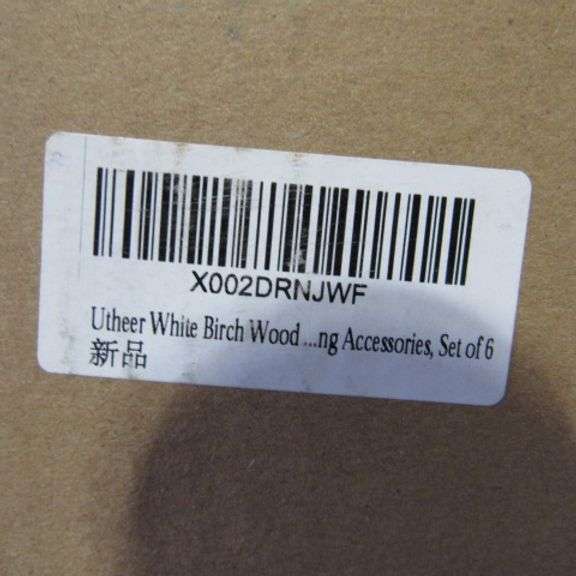 X002DRNJWF
Utheer White Birch Wood ...ng Accessories, Set of 6
新品